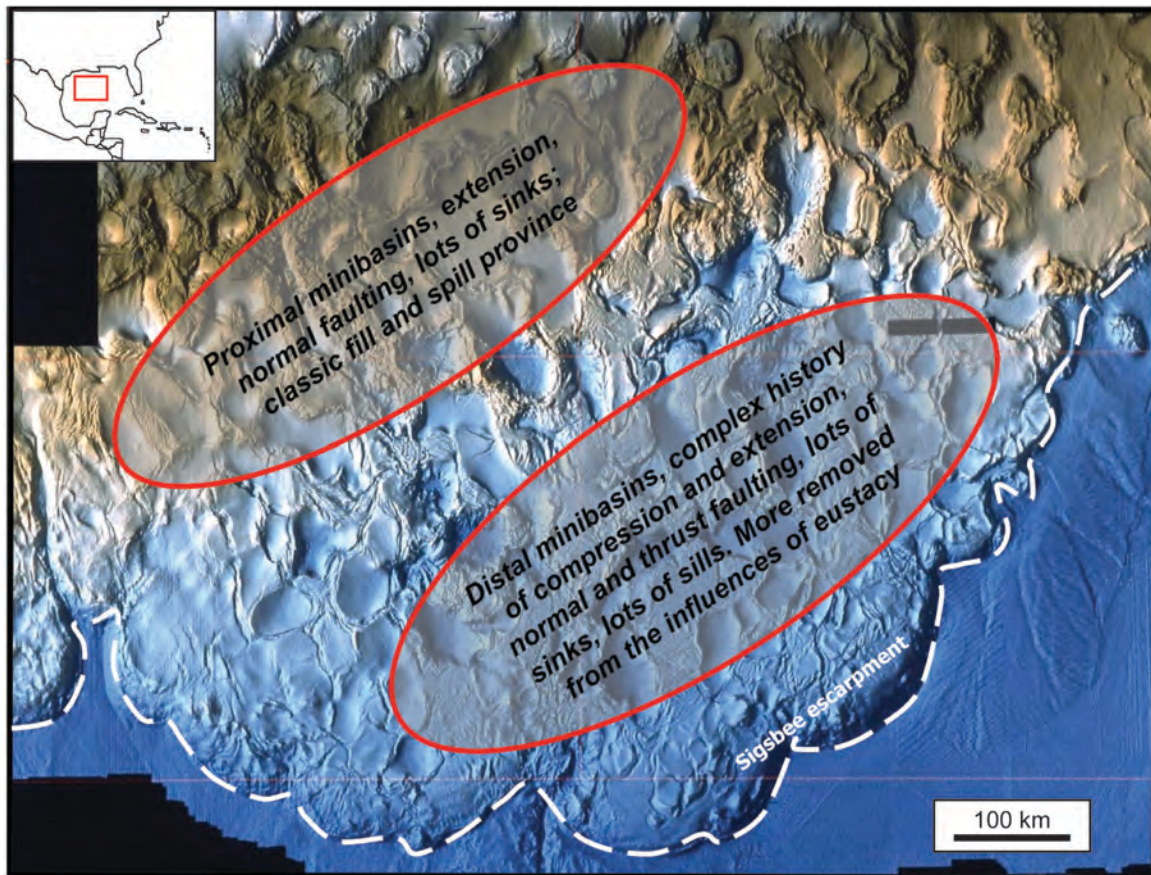 Proximal minibasins, extension,
normal faulting, lots of sinks;
classic fill and spill province
Distal minibasins, complex history
of compression and extension,
normal and thrust faulting, lots of
sinks, lots of sills. More removed
from the influences of eustacy
Sigsbee escarpment
100 km